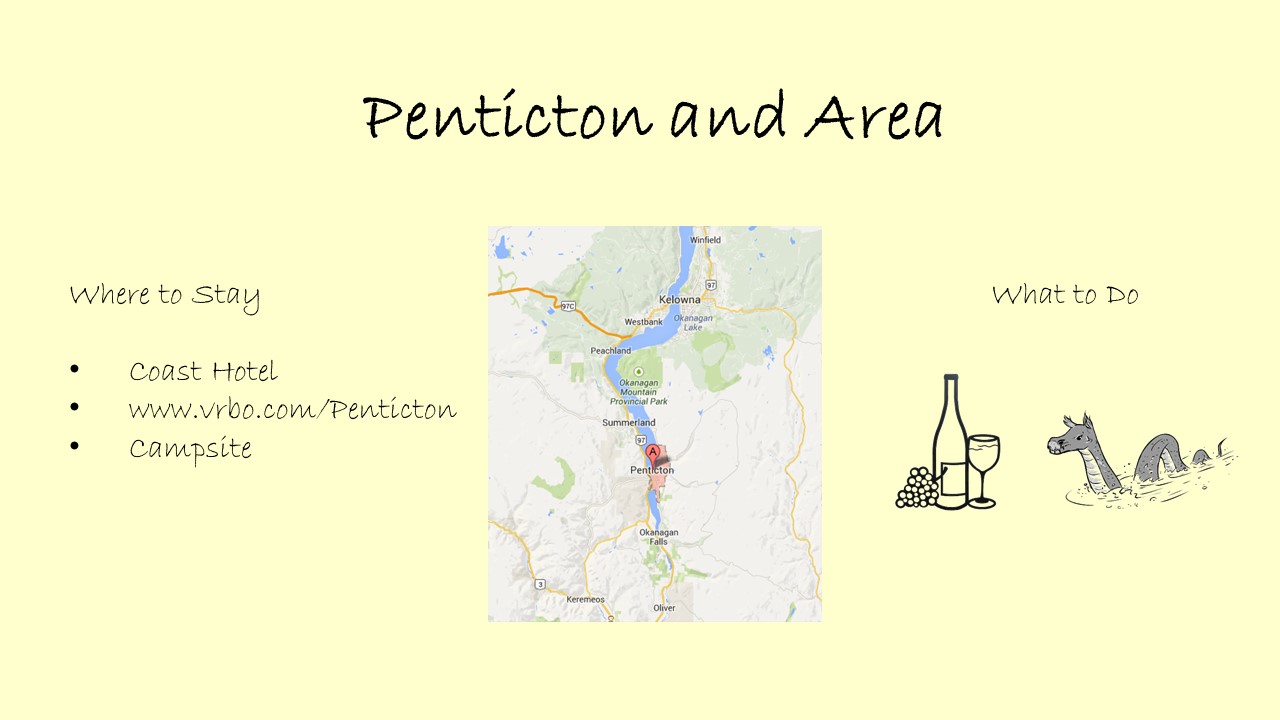 Penticton and Area
Where to Stay
• Coast Hotel
• www.vrbo.com/Penticton
• Campsite
Winfield
97
Kelowna
97C
Westbank
Okanagan
Lake
Peachland
Okanagan
Mountain
Provincial Park
Summerland
97
A
Penticton
Okanagan
Falls
3
Keremeos
Oliver
What to Do